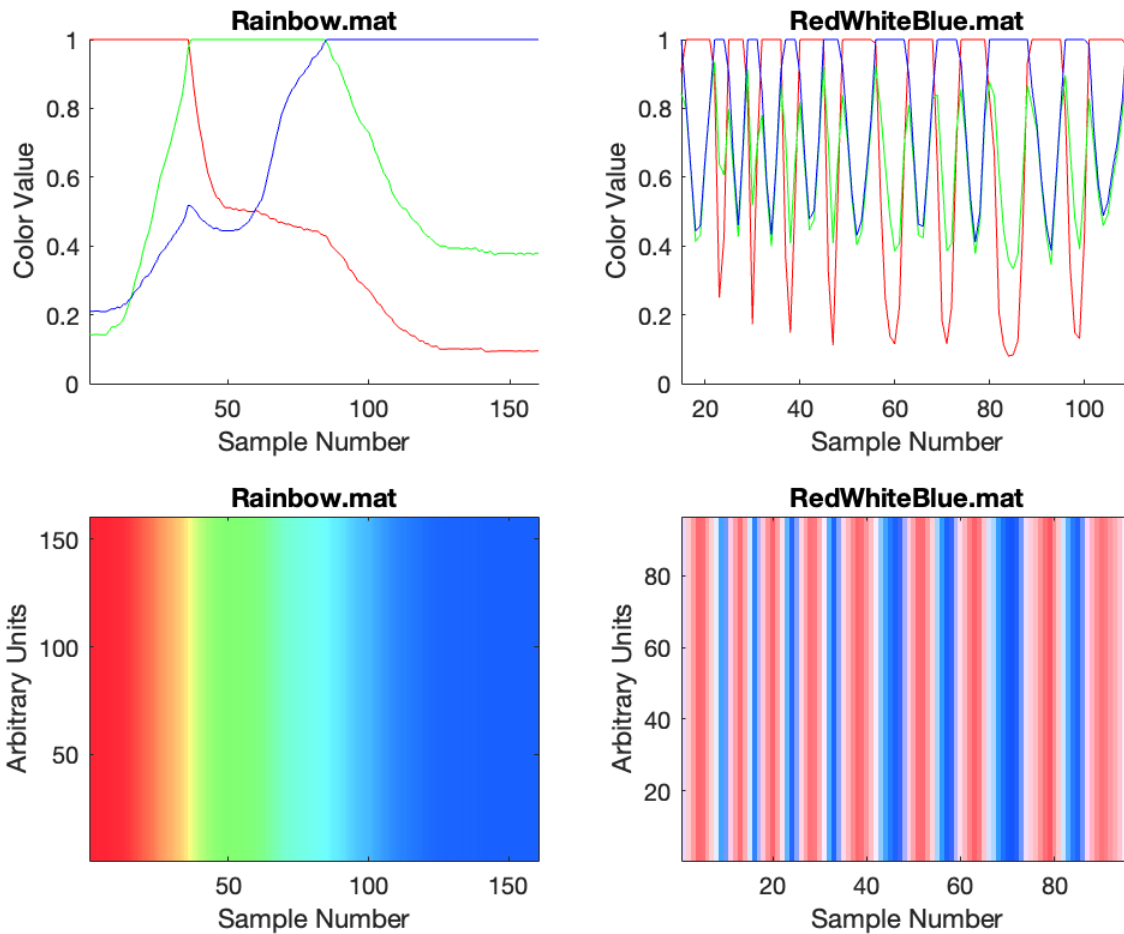 Rainbow.mat
1
0.8
0.6
0.4
0.2
0
Color Value
50 100 150
Sample Number
RedWhiteBlue.mat
1
0.8
0.6
0.4
0.2
0
Color Value
20 40 60 80 100
Sample Number
Rainbow.mat
150
100
50
Arbitrary Units
50 100 150
Sample Number
RedWhiteBlue.mat
80
60
40
20
Arbitrary Units
20 40 60 80
Sample Number